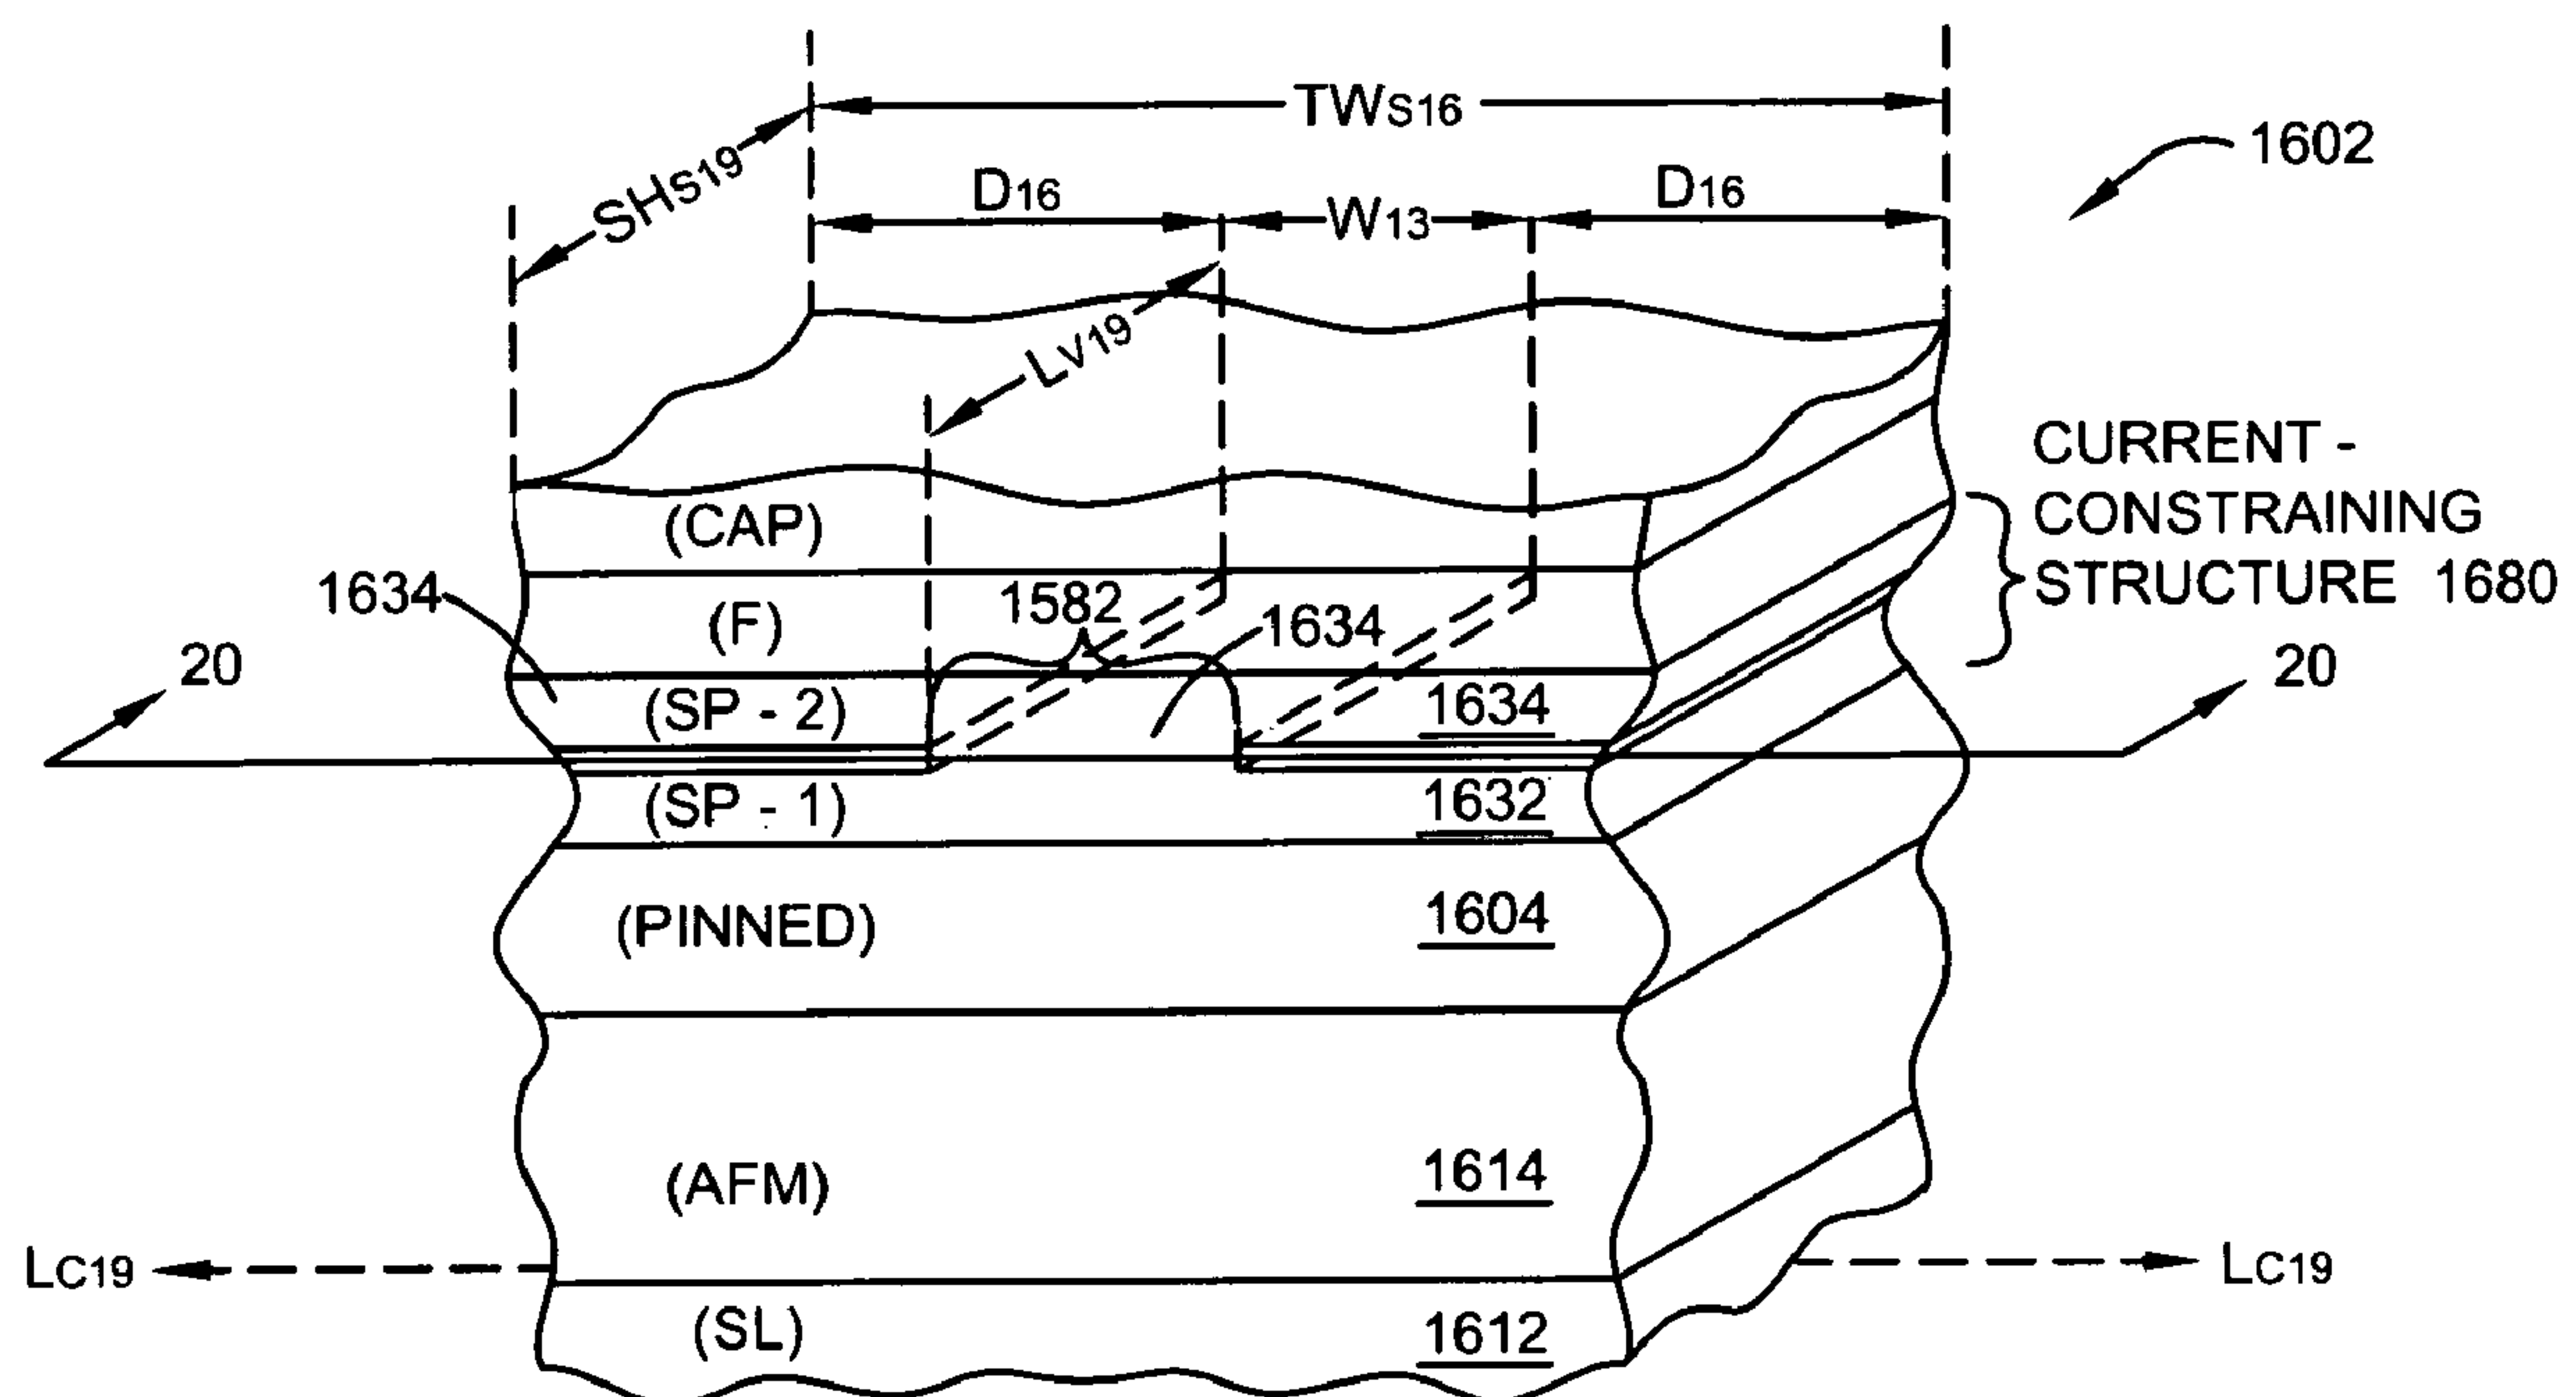 TWS16
1602
SHS19
D16
W13
D16
LV19
CURRENT -
CONSTRAINING
STRUCTURE 1680
(CAP)
1634
(F)
1582
1634
20
20
(SP - 2)
1634
(SP - 1)
1632
(PINNED)
1604
(AFM)
1614
LC19
LC19
(SL)
1612